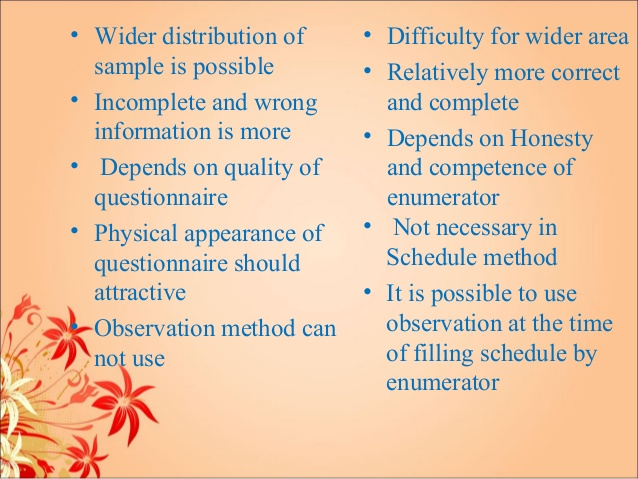 • Wider distribution of
sample is possible
• Incomplete and wrong
information is more
• Depends on quality of
questionnaire
• Physical appearance of
questionnaire should
attractive
• Observation method can
not use
• Difficulty for wider area
• Relatively more correct
and complete
• Depends on Honesty
and competence of
enumerator
• Not necessary in
Schedule method
• It is possible to use
observation at the time
of filling schedule by
enumerator